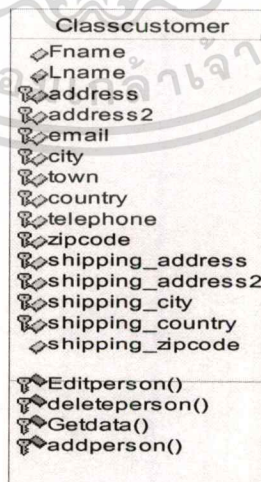 Classcustomer
Fname
Lname
address
address2
email
city
town
country
telephone
zipcode
shipping_address
shipping_address2
shipping_city
shipping_country
shipping_zipcode
Editperson()
deleteperson()
Getdata()
addperson()